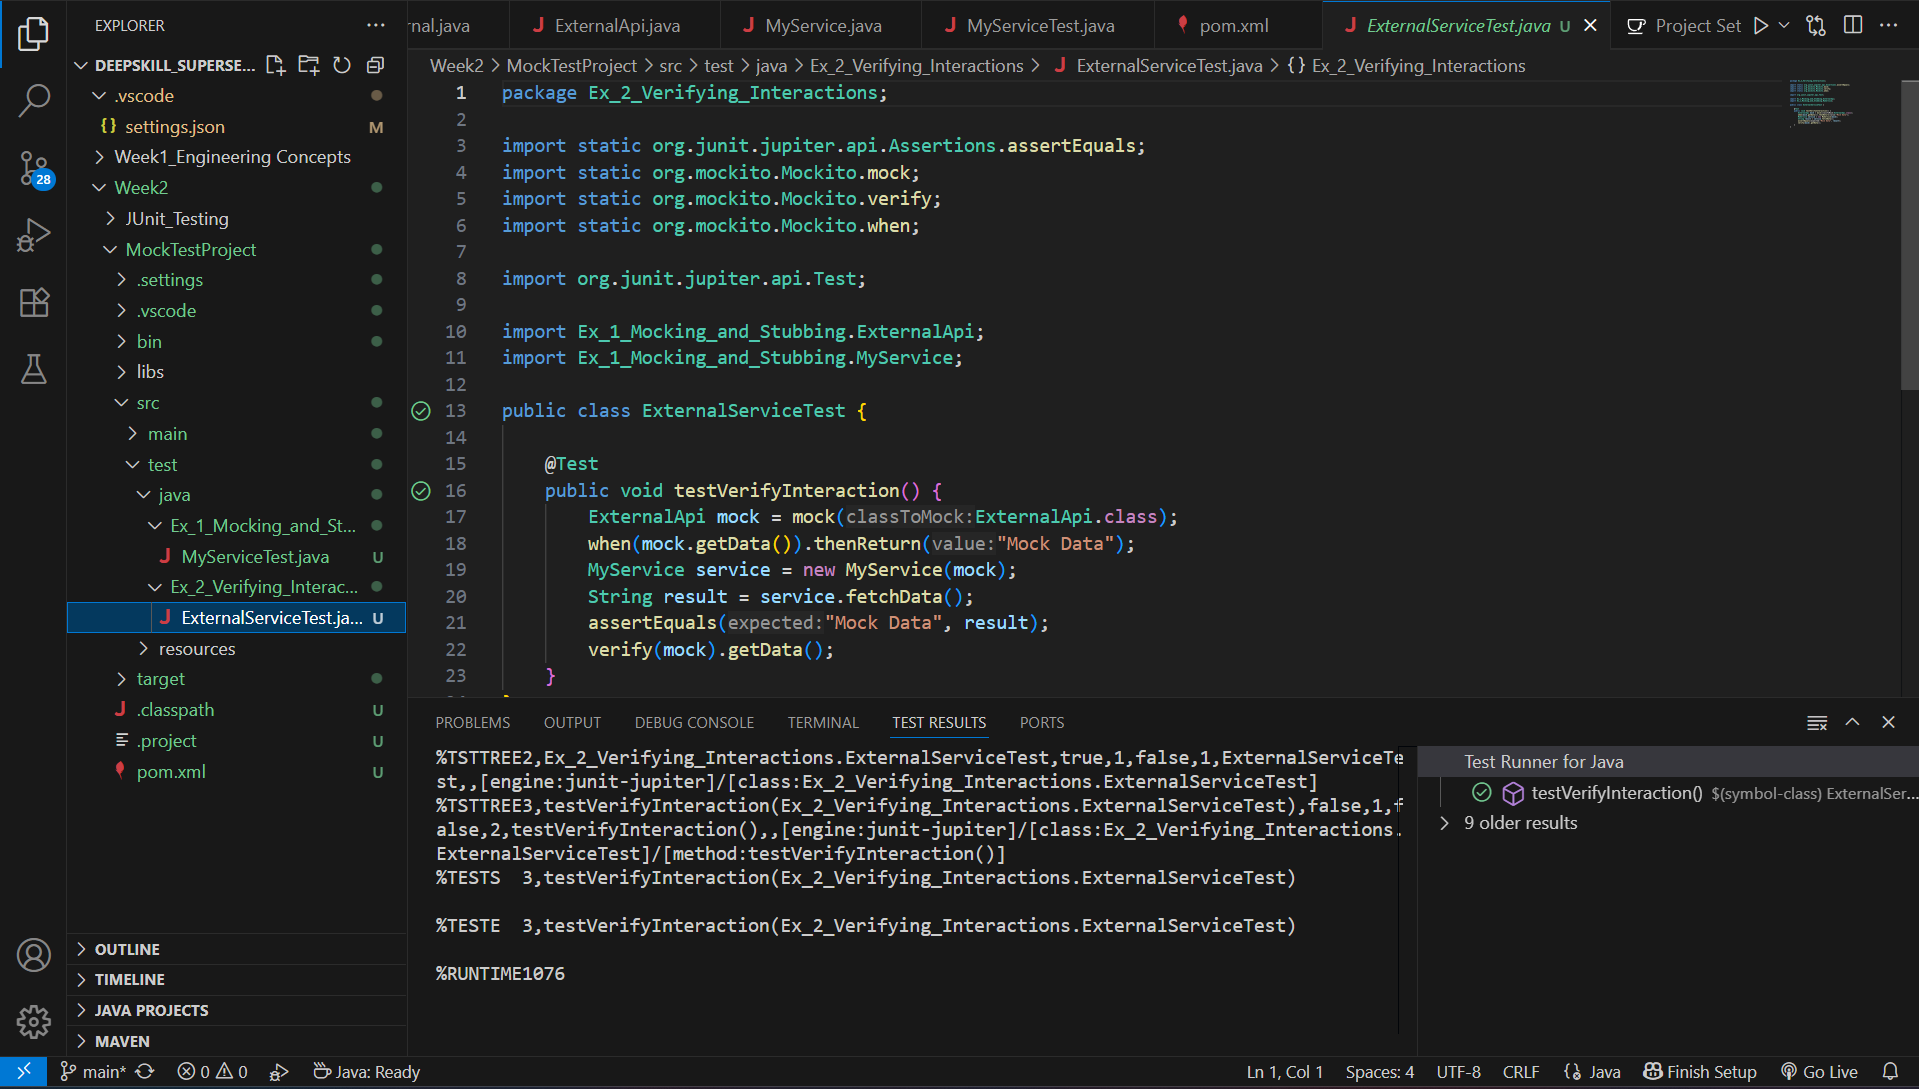 EXPLORER
DEEPSKILL_SUPERSE...
.vscode
{} settings.json M
Week1_Engineering Concepts
Week2
JUnit_Testing
MockTestProject
.settings
.vscode
bin
libs
src
main
test
java
Ex_1_Mocking_and_St...
J MyServiceTest.java U
Ex_2_Verifying_Interac...
J ExternalServiceTest.ja... U
resources
target
J .classpath U
.project U
pom.xml U
OUTLINE
TIMELINE
JAVA PROJECTS
MAVEN
28
rnal.java J ExternalApi.java J MyService.java J MyServiceTest.java pom.xml J ExternalServiceTest.java U Project Set
Week2 > MockTestProject > src > test > java > Ex_2_Verifying_Interactions > J ExternalServiceTest.java > {} Ex_2_Verifying_Interactions
1 package Ex_2_Verifying_Interactions;
2
3 import static org.junit.jupiter.api.Assertions.assertEquals;
4 import static org.mockito.Mockito.mock;
5 import static org.mockito.Mockito.verify;
6 import static org.mockito.Mockito.when;
7
8 import org.junit.jupiter.api.Test;
9
10 import Ex_1_Mocking_and_Stubbing.ExternalApi;
11 import Ex_1_Mocking_and_Stubbing.MyService;
12
13 public class ExternalServiceTest {
14
15 @Test
16 public void testVerifyInteraction() {
17 ExternalApi mock = mock(classToMock:ExternalApi.class);
18 when(mock.getData()).thenReturn(value:"Mock Data");
19 MyService service = new MyService(mock);
20 String result = service.fetchData();
21 assertEquals(expected:"Mock Data", result);
22 verify(mock).getData();
23 }
PROBLEMS OUTPUT DEBUG CONSOLE TERMINAL TEST RESULTS PORTS
%TSTTREE2,Ex_2_Verifying_Interactions.ExternalServiceTest,true,1,false,1,ExternalServiceTe
st,,[engine:junit-jupiter]/[class:Ex_2_Verifying_Interactions.ExternalServiceTest]
%TSTTREE3,testVerifyInteraction(Ex_2_Verifying_Interactions.ExternalServiceTest),false,1,f
alse,2,testVerifyInteraction(),,[engine:junit-jupiter]/[class:Ex_2_Verifying_Interactions.
ExternalServiceTest]/[method:testVerifyInteraction()]
%TESTS 3,testVerifyInteraction(Ex_2_Verifying_Interactions.ExternalServiceTest)
%TESTE 3,testVerifyInteraction(Ex_2_Verifying_Interactions.ExternalServiceTest)
%RUNTIME1076
Test Runner for Java
testVerifyInteraction() $(symbol-class) ExternalSer...
9 older results
main* 0 0 Java: Ready Ln 1, Col 1 Spaces: 4 UTF-8 CRLF {} Java Finish Setup Go Live